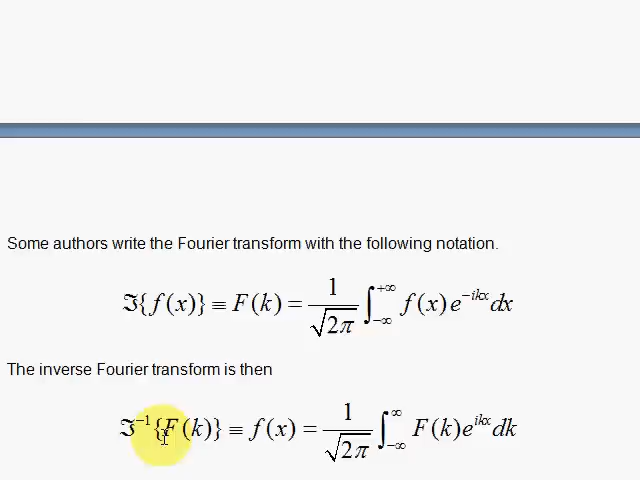 Some authors write the Fourier transform with the following notation.
ℑ{f(x)} ≡ F(k) = 1/√2π ∫_{−∞}^{+∞} f(x) e^{−ikx} dx
The inverse Fourier transform is then
ℑ^{−1}{F(k)} ≡ f(x) = 1/√2π ∫_{−∞}^{∞} F(k) e^{ikx} dk